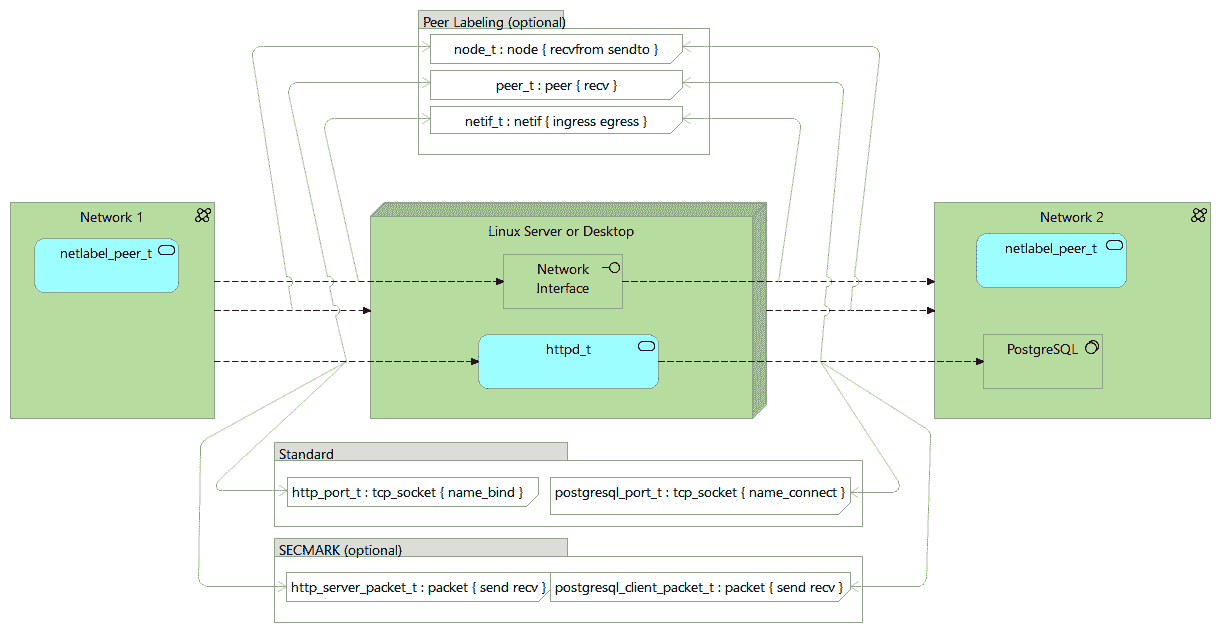 Peer Labeling (optional)
node_t : node { recvfrom sendto }
peer_t : peer { recv }
netif_t : netif { ingress egress }
Network 1
netlabel_peer_t
Linux Server or Desktop
Network
Interface
httpd_t
Network 2
netlabel_peer_t
PostgreSQL
Standard
http_port_t : tcp_socket { name_bind }
postgresql_port_t : tcp_socket { name_connect }
SECMARK (optional)
http_server_packet_t : packet { send recv }
postgresql_client_packet_t : packet { send recv }